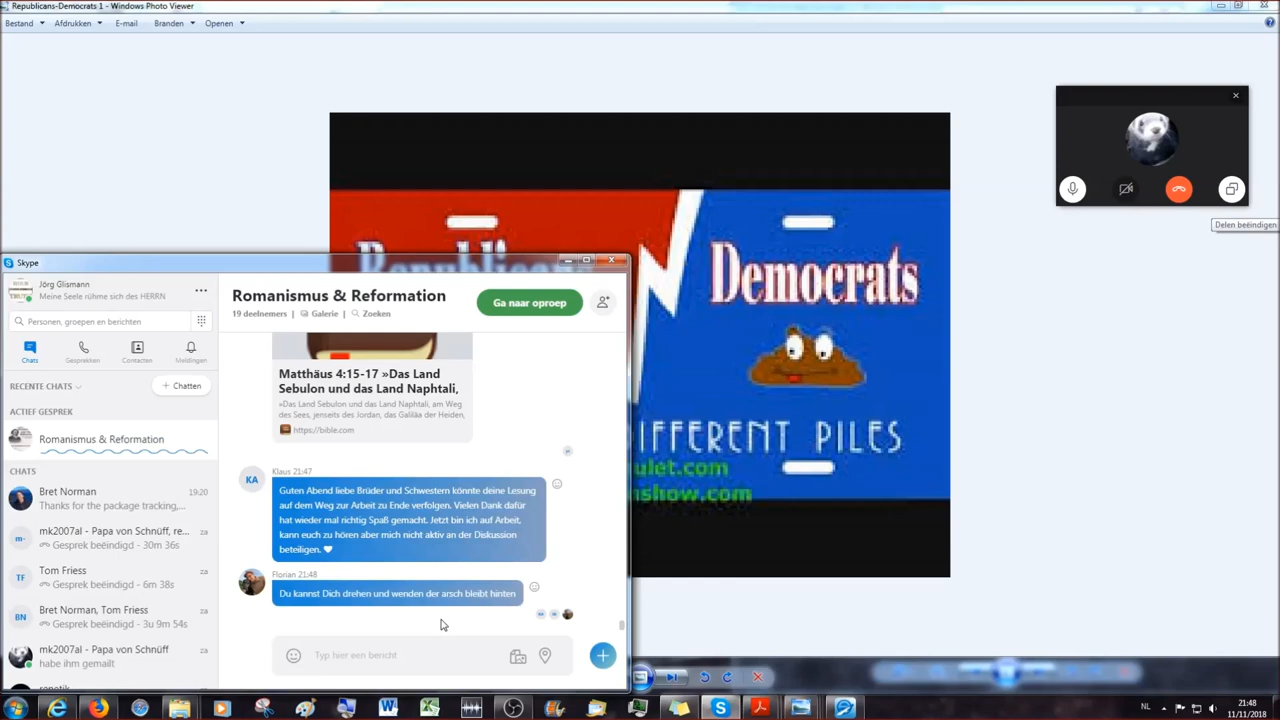 Republicans-Democrats 1 - Windows Photo Viewer
Bestand
Afdrukken
E-mail
Branden
Openen
Delen beëindigen
Republicans
Democrats
IFFERENT PILES
ulet.com
nshow.com
Skype
Jörg Glismann
Meine Seele rühme sich des HERRN
Personen, groepen en berichten
Chats
Gesprekken
Contacten
Meldingen
RECENTE CHATS
+ Chatten
ACTIEF GESPREK
Romanismus & Reformation
CHATS
Bret Norman
19:20
Thanks for the package tracking,...
m-
mk2007al - Papa von Schnüff, re...
za
Gesprek beëindigd - 30m 36s
TF
Tom Friess
za
Gesprek beëindigd - 6m 38s
BN
Bret Norman, Tom Friess
za
Gesprek beëindigd - 3u 9m 54s
mk2007al - Papa von Schnüff
za
habe ihm gemailt
Romanismus & Reformation
19 deelnemers
Galerie
Zoeken
Ga naar oproep
Matthäus 4:15-17 »Das Land
Sebulon und das Land Naphtali,
»Das Land Sebulon und das Land Naphtali, am Weg
des Sees, jenseits des Jordan, das Galiläa der Heiden,
https://bible.com
KA
Klaus 21:47
Guten Abend liebe Brüder und Schwestern könnte deine Lesung
auf dem Weg zur Arbeit zu Ende verfolgen. Vielen Dank dafür
hat wieder mal richtig Spaß gemacht. Jetzt bin ich auf Arbeit,
kann euch zu hören aber mich nicht aktiv an der Diskussion
beteiligen.
Florian 21:48
Du kannst Dich drehen und wenden der arsch bleibt hinten
Typ hier een bericht
NL
21:48
11/11/2018